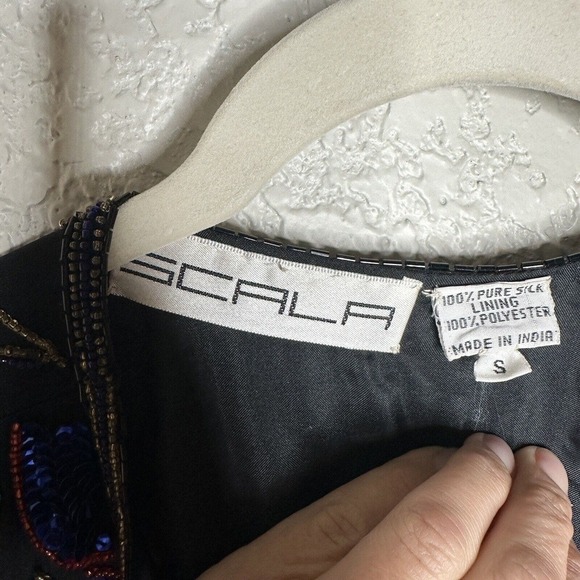 SCALA
100% PURE SILK
LINING
100% POLYESTER
MADE IN INDIA
S